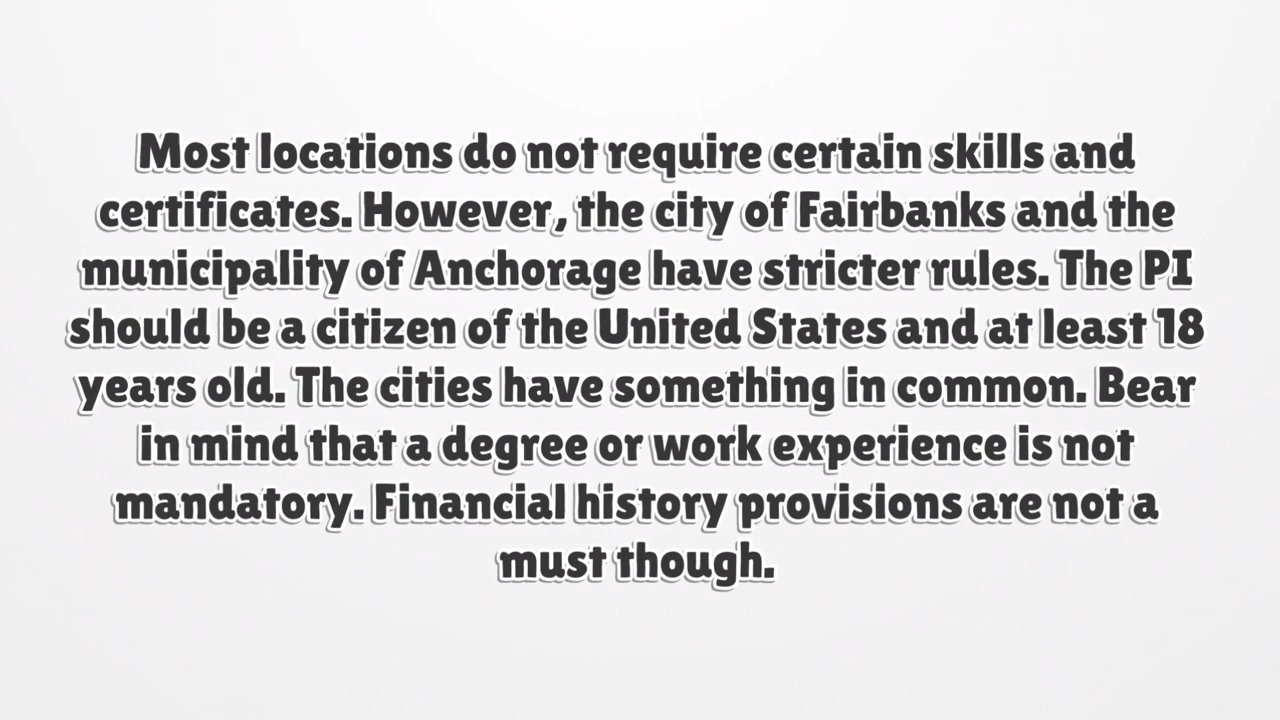 Most locations do not require certain skills and
certificates. However, the city of Fairbanks and the
municipality of Anchorage have stricter rules. The PI
should be a citizen of the United States and at least 18
years old. The cities have something in common. Bear
in mind that a degree or work experience is not
mandatory. Financial history provisions are not a
must though.